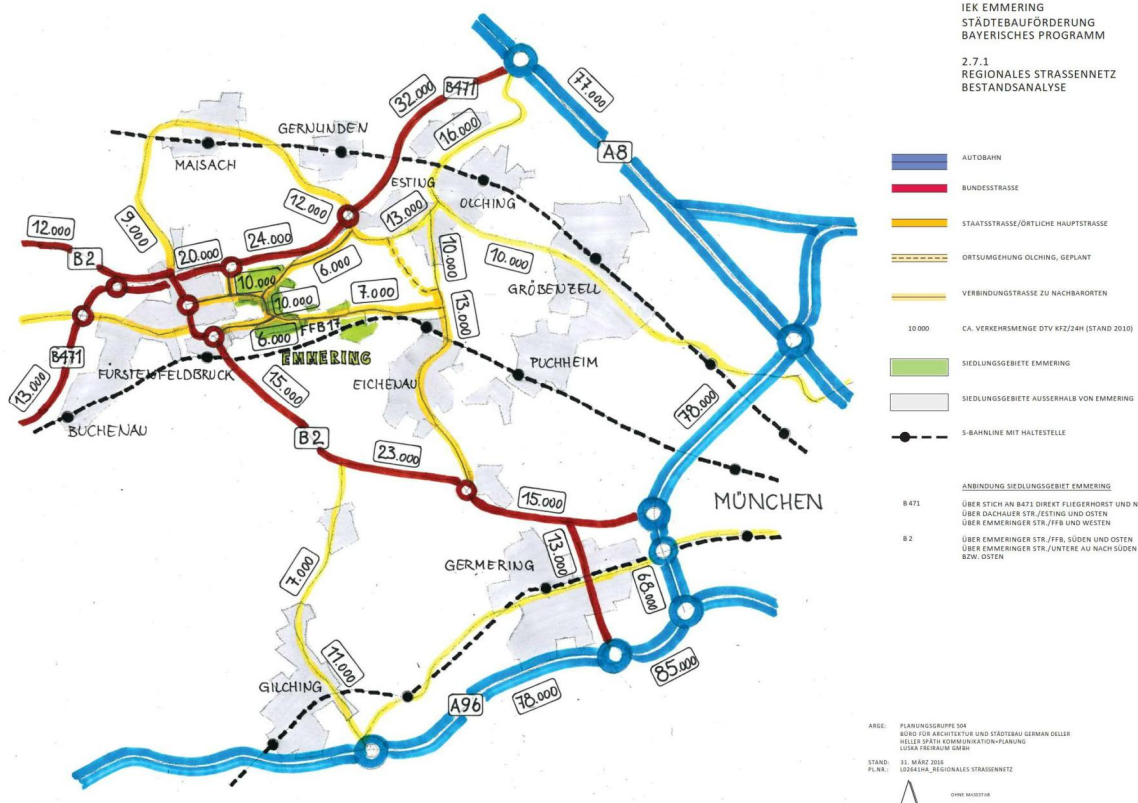 IEK EMMERING
STÄDTEBAUFÖRDERUNG
BAYERISCHES PROGRAMM
2.7.1
REGIONALES STRASSENNETZ
BESTANDSANALYSE
77.000
B471
32.000
GERNLINDEN
MAISACH
16.000
A8
ESTING
OLCHING
12.000
13.000
9.000
12.000
24.000
20.000
B2
10.000
6.000
10.000
10.000
10.000
7.000
13.000
GRÖBENZELL
FFB 17
6.000
EMMERING
B471
13.000
FÜRSTENFELDBRUCK
15.000
EICHENAU
PUCHHEIM
BUCHENAU
78.000
B2
23.000
15.000
MÜNCHEN
13.000
GERMERING
7.000
68.000
11.000
GILCHING
85.000
A96
78.000
AUTOBAHN
BUNDESSTRASSE
STAATSSTRASSE/ÖRTLICHE HAUPTSTRASSE
ORTSUMGEHUNG OLCHING, GEPLANT
VERBINDUNGSTRASSE ZU NACHBARORTEN
10 000 CA. VERKEHRSMENGE DTV KFZ/24H (STAND 2010)
SIEDLUNGSGEBIETE EMMERING
SIEDLUNGSGEBIETE AUSSERHALB VON EMMERING
S-BAHNLINE MIT HALTESTELLE
ANBINDUNG SIEDLUNGSGEBIET EMMERING
B 471 ÜBER STICH AN B471 DIREKT FLIEGERHORST UND N
ÜBER DACHAUER STR./ESTING UND OSTEN
ÜBER EMMERINGER STR./FFB UND WESTEN
B 2 ÜBER EMMERINGER STR./FFB, SÜDEN UND OSTEN
ÜBER EMMERINGER STR./UNTERE AU NACH SÜDEN
BZW. OSTEN
ARGE: PLANUNGSGRUPPE 504
BÜRO FÜR ARCHITEKTUR UND STÄDTEBAU GERMAN DELLER
HELLER SPÄTH KOMMUNIKATION+PLANUNG
LUSKA FREIRAUM GMBH
STAND: 31. MÄRZ 2016
PL.NR.: L02641HA_REGIONALES STRASSENNETZ
OHNE MASSSTAB